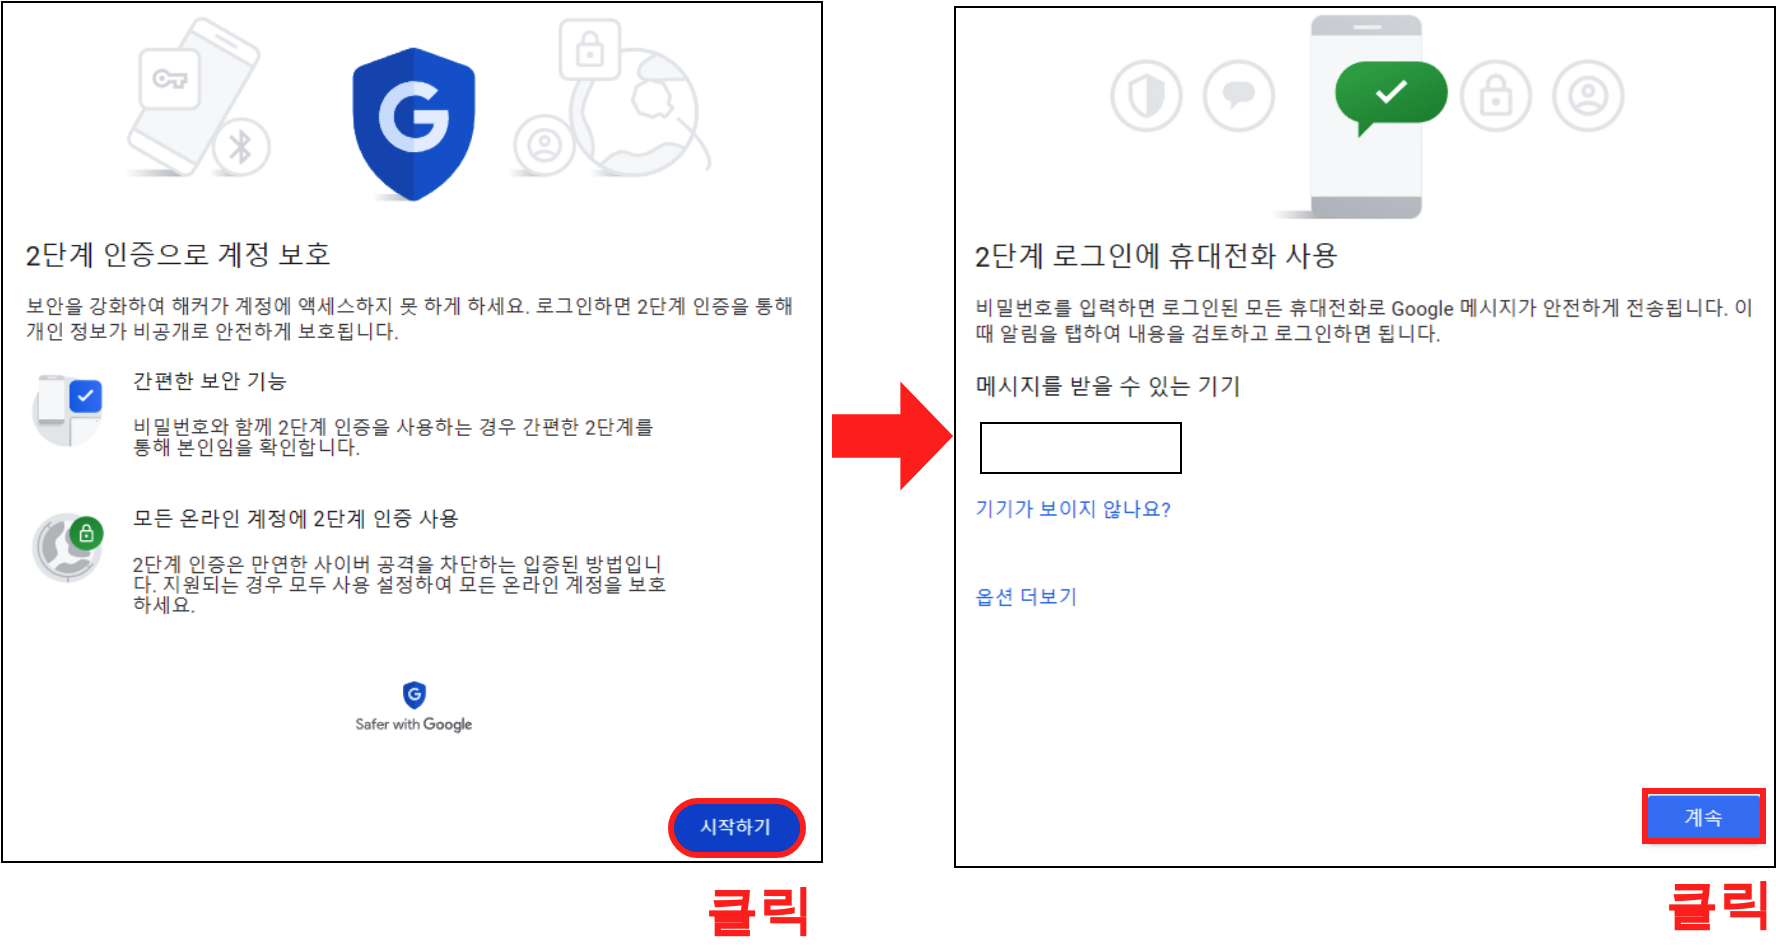 2단계 인증으로 계정 보호
보안을 강화하여 해커가 계정에 액세스하지 못 하게 하세요. 로그인하면 2단계 인증을 통해
개인 정보가 비공개로 안전하게 보호됩니다.
간편한 보안 기능
비밀번호와 함께 2단계 인증을 사용하는 경우 간편한 2단계를
통해 본인임을 확인합니다.
모든 온라인 계정에 2단계 인증 사용
2단계 인증은 만연한 사이버 공격을 차단하는 입증된 방법입니
다. 지원되는 경우 모두 사용 설정하여 모든 온라인 계정을 보호
하세요.
Safer with Google
시작하기
클릭
2단계 로그인에 휴대전화 사용
비밀번호를 입력하면 로그인된 모든 휴대전화로 Google 메시지가 안전하게 전송됩니다. 이
때 알림을 탭하여 내용을 검토하고 로그인하면 됩니다.
메시지를 받을 수 있는 기기
기기가 보이지 않나요?
옵션 더보기
계속
클릭